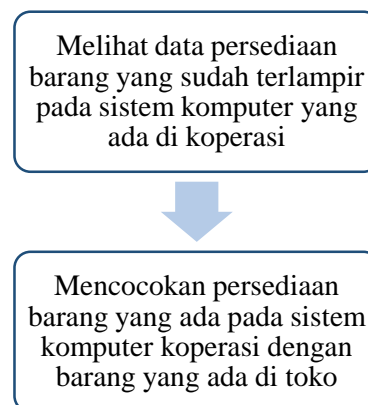 Melihat data persediaan
barang yang sudah terlampir
pada sistem komputer yang
ada di koperasi
Mencocokan persediaan
barang yang ada pada sistem
komputer koperasi dengan
barang yang ada di toko